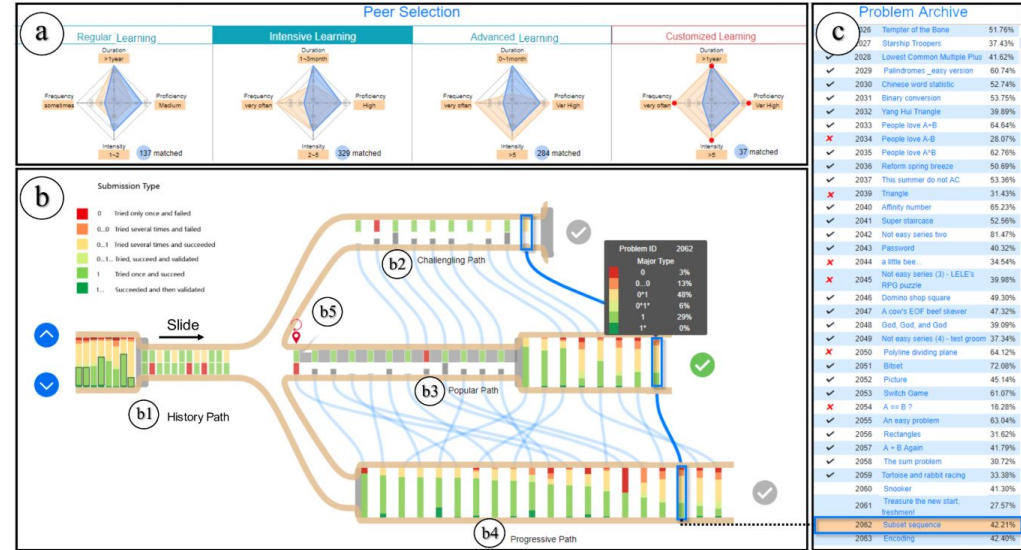 Peer Selection
a
Regular Learning
Duration
>1year
Frequency
sometimes
Proficiency
Medium
Intensity
1~2
137 matched
Intensive Learning
Duration
1~3month
Frequency
very often
Proficiency
High
Intensity
2~5
329 matched
Advanced Learning
Duration
0~1month
Frequency
very often
Proficiency
Ver High
Intensity
>5
284 matched
Customized Learning
Duration
>1year
Frequency
very often
Proficiency
Ver High
Intensity
>5
37 matched
b
Submission Type
0 Tried only once and failed
0...0 Tried several times and failed
0...1 Tried several times and succeeded
0..1... Tried, succeed and validated
1 Tried once and succeed
1... Succeeded and then validated
Slide
b1
History Path
b2
Challengling Path
b5
b3
Popular Path
b4
Progressive Path
Problem ID 2062
Major Type
0 3%
0...0 13%
0*1 48%
0*1* 6%
1 29%
1* 0%
c
Problem Archive
2026 Tempter of the Bone 51.76%
2027 Starship Troopers 37.43%
2028 Lowest Common Multiple Plus 41.62%
2029 Palindromes _easy version 60.74%
2030 Chinese word statistic 52.74%
2031 Binary conversion 53.75%
2032 Yang Hui Triangle 39.89%
2033 People love A+B 64.64%
2034 People love A-B 28.07%
2035 People love A^B 62.76%
2036 Reform spring breeze 50.69%
2037 This summer do not AC 53.36%
2039 Triangle 31.43%
2040 Affinity number 65.23%
2041 Super staircase 52.56%
2042 Not easy series two 81.47%
2043 Password 40.32%
2044 a little bee... 34.54%
2045 Not easy series (3) - LELE's RPG puzzle 39.98%
2046 Domino shop square 49.30%
2047 A cow's EOF beef skewer 47.32%
2048 God, God, and God 39.09%
2049 Not easy series (4) - test groom 37.34%
2050 Polyline dividing plane 64.12%
2051 Bitset 72.08%
2052 Picture 45.14%
2053 Switch Game 61.07%
2054 A == B ? 16.28%
2055 An easy problem 63.04%
2056 Rectangles 31.62%
2057 A + B Again 41.79%
2058 The sum problem 30.72%
2059 Tortoise and rabbit racing 33.38%
2060 Snooker 41.30%
2061 Treasure the new start, freshmen! 27.57%
2062 Subset sequence 42.21%
2063 Encoding 42.40%